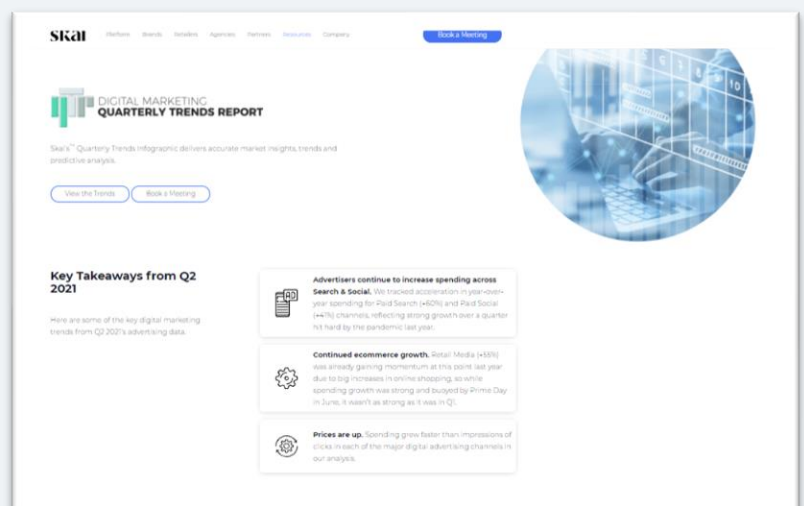 Skai Platform Brands Retailers Agencies Partners Resources Company Book a Meeting
DIGITAL MARKETING
QUARTERLY TRENDS REPORT
Skai's™ Quarterly Trends infographic delivers accurate market insights, trends and
predictive analysis.
View the Trends Book a Meeting
Key Takeaways from Q2
2021
Here are some of the key digital marketing
trends from Q2 2021's advertising data.
Advertisers continue to increase spending across
Search & Social. We tracked acceleration in year-over-
year spending for Paid Search (+60%) and Paid Social
(+41%) channels, reflecting strong growth over a quarter
hit hard by the pandemic last year.
Continued ecommerce growth. Retail Media
was already gaining momentum at this point last year
due to big increases in online shopping, so while
spending growth was strong and buoyed by Prime Day
in June, it wasn't as strong as it was in Q1.
Prices are up. Spending grew faster than impressions of
clicks in each of the major digital advertising channels in
our analysis.
6 7 8 9 10